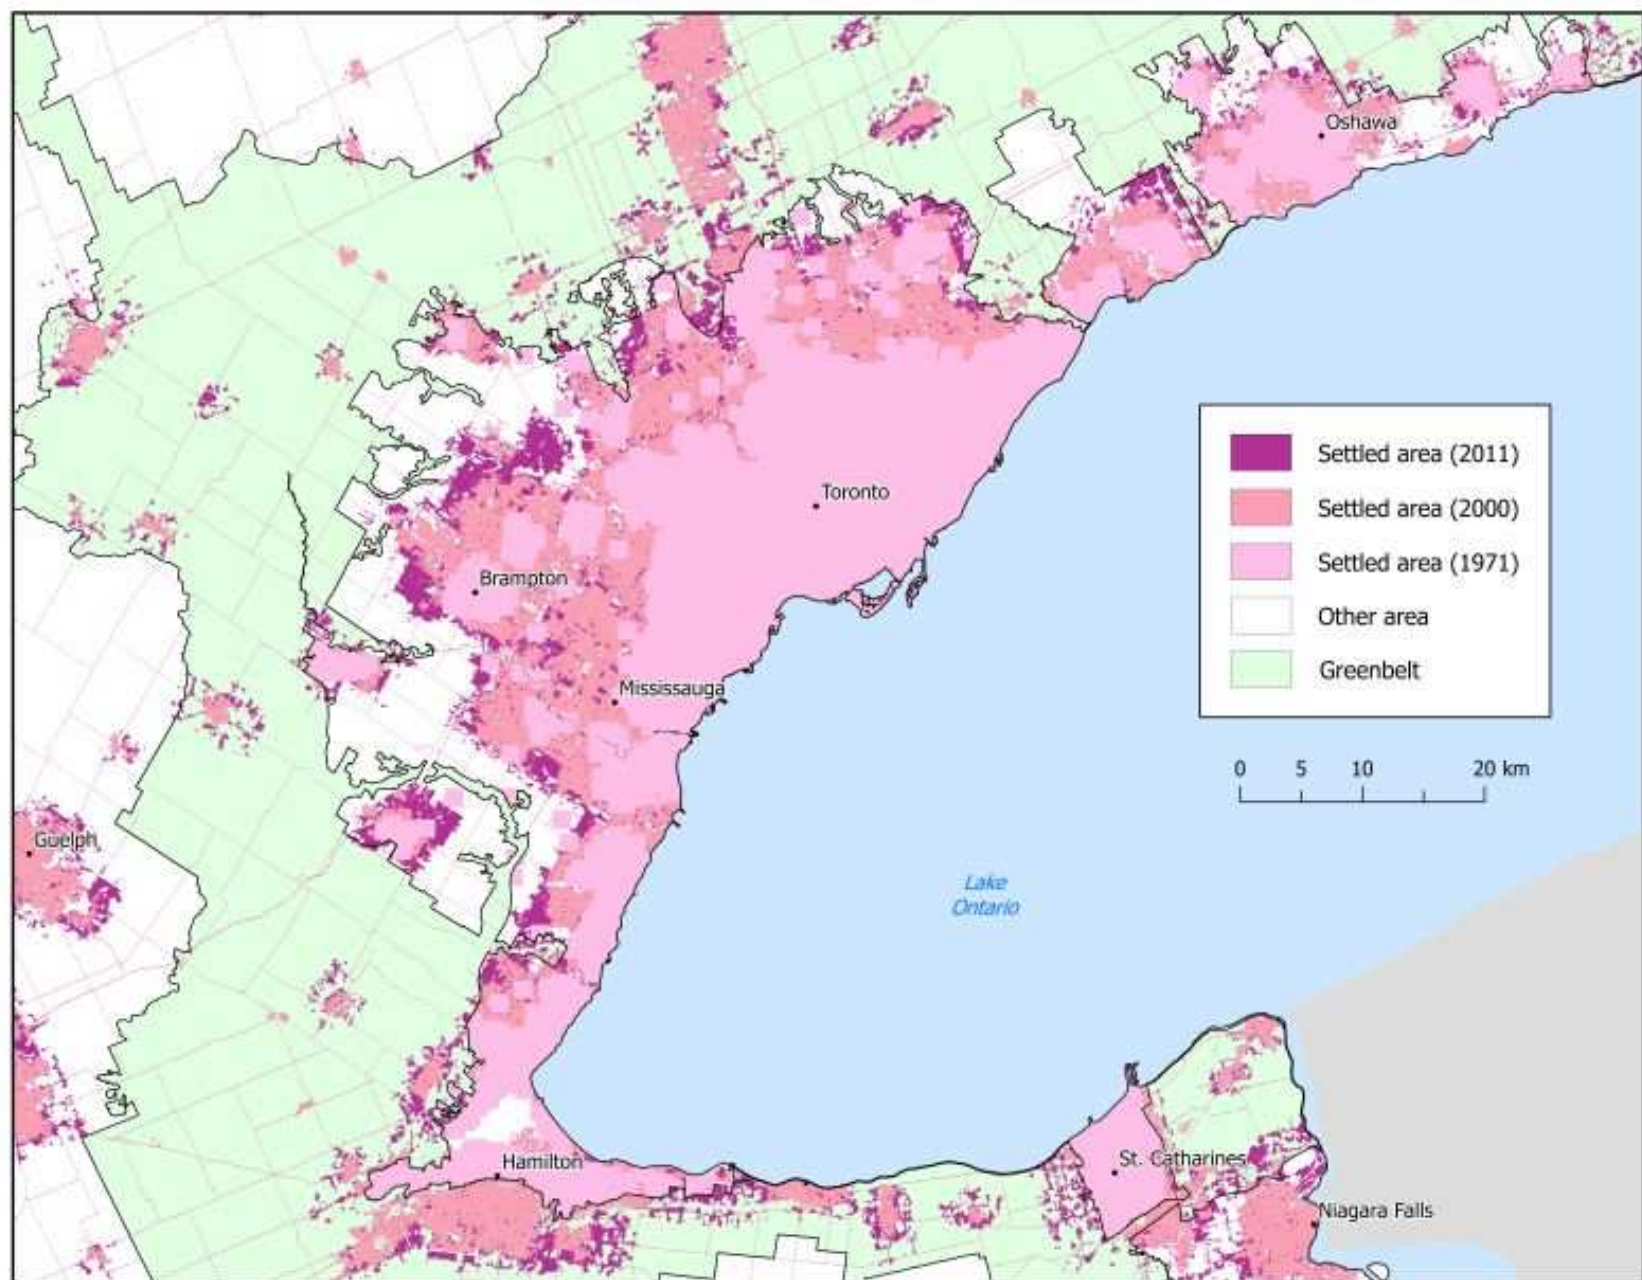 Oshawa
Toronto
Brampton
Mississauga
Guelph
Hamilton
St. Catharines
Niagara Falls
Lake
Ontario
Settled area (2011)
Settled area (2000)
Settled area (1971)
Other area
Greenbelt
0 5 10 20 km